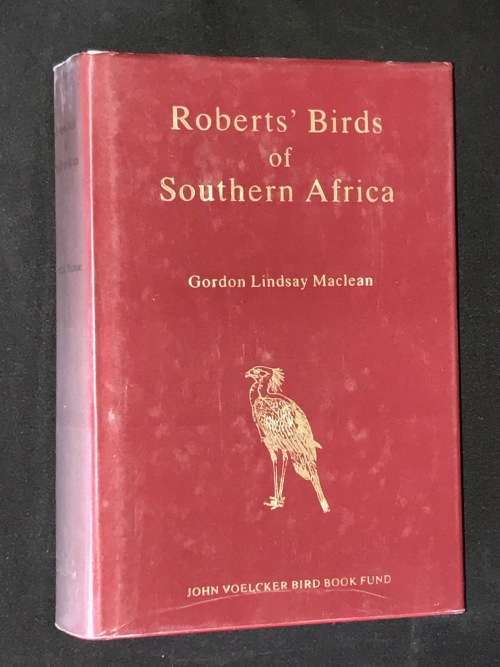 Roberts' Birds
of
Southern Africa
Gordon Lindsay Maclean
JOHN VOELCKER BIRD BOOK FUND